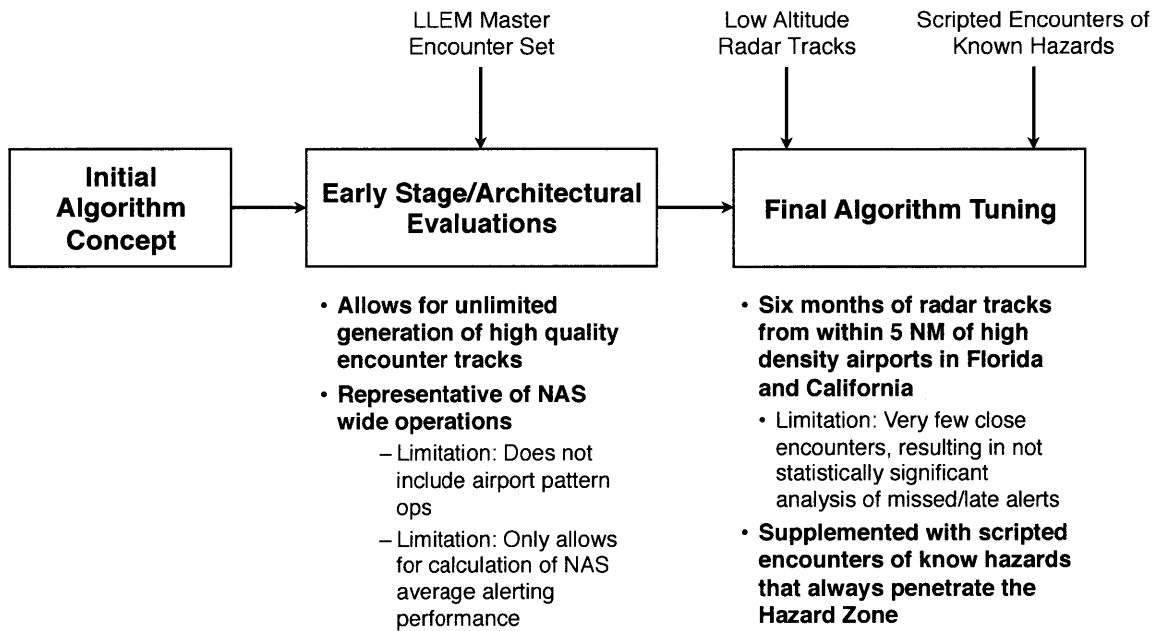 LLEM Master
Encounter Set
Low Altitude
Radar Tracks
Scripted Encounters of
Known Hazards
Initial
Algorithm
Concept
Early Stage/Architectural
Evaluations
Final Algorithm Tuning
• Allows for unlimited
generation of high quality
encounter tracks
• Representative of NAS
wide operations
– Limitation: Does not
include airport pattern
ops
– Limitation: Only allows
for calculation of NAS
average alerting
performance
• Six months of radar tracks
from within 5 NM of high
density airports in Florida
and California
• Limitation: Very few close
encounters, resulting in not
statistically significant
analysis of missed/late alerts
• Supplemented with scripted
encounters of know hazards
that always penetrate the
Hazard Zone